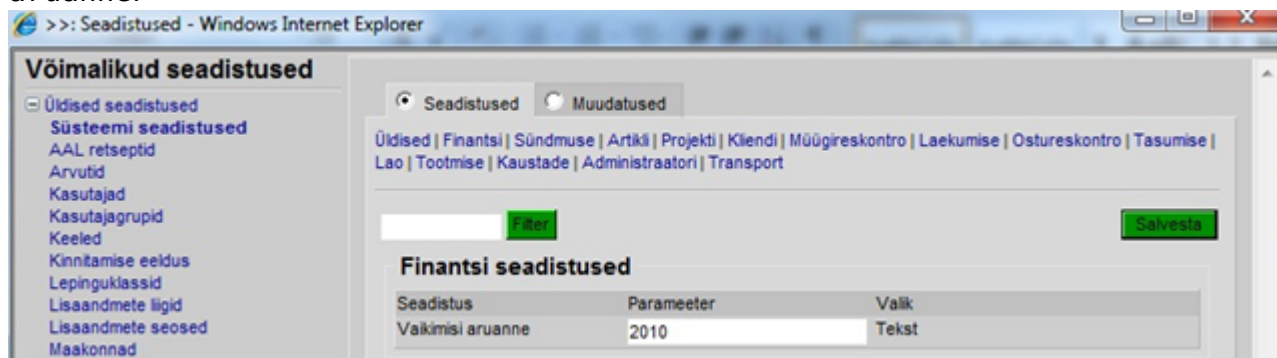 >>: Seadistused - Windows Internet Explorer
Võimalikud seadistused
Üldised seadistused
Süsteemi seadistused
AAL retseptid
Arvutid
Kasutajad
Kasutajagrupid
Keeled
Kinnitamise eeldus
Lepinguklassid
Lisaandmete liigid
Lisaandmete seosed
Maakonnad
Seadistused Muudatused
Üldised | Finantsi | Sündmuse | Artikli | Projekti | Kliendi | Müügireskontro | Laekumise | Ostureskontro | Tasumise |
Lao | Tootmise | Kaustade | Administraatori | Transport
Filter Salvesta
Finantsi seadistused
Seadistus Parameeter Valik
Vaikimisi aruanne 2010 Tekst